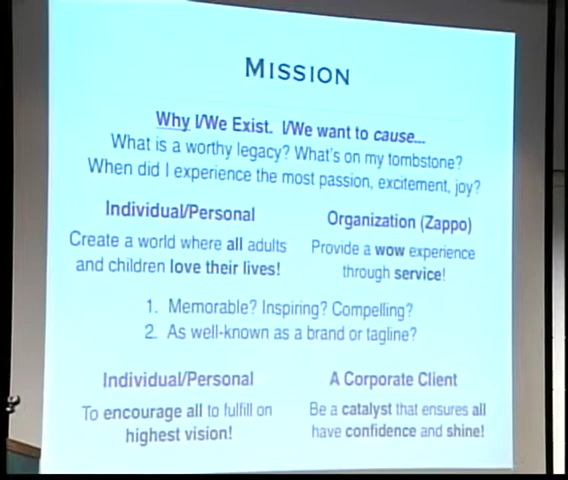 MISSION
Why I/We Exist. I/We want to cause...
What is a worthy legacy? What's on my tombstone?
When did I experience the most passion, excitement, joy?
Individual/Personal
Create a world where all adults
and children love their lives!
Organization (Zappo)
Provide a wow experience
through service!
1. Memorable? Inspiring? Compelling?
2. As well-known as a brand or tagline?
Individual/Personal
To encourage all to fulfill on
highest vision!
A Corporate Client
Be a catalyst that ensures all
have confidence and shine!